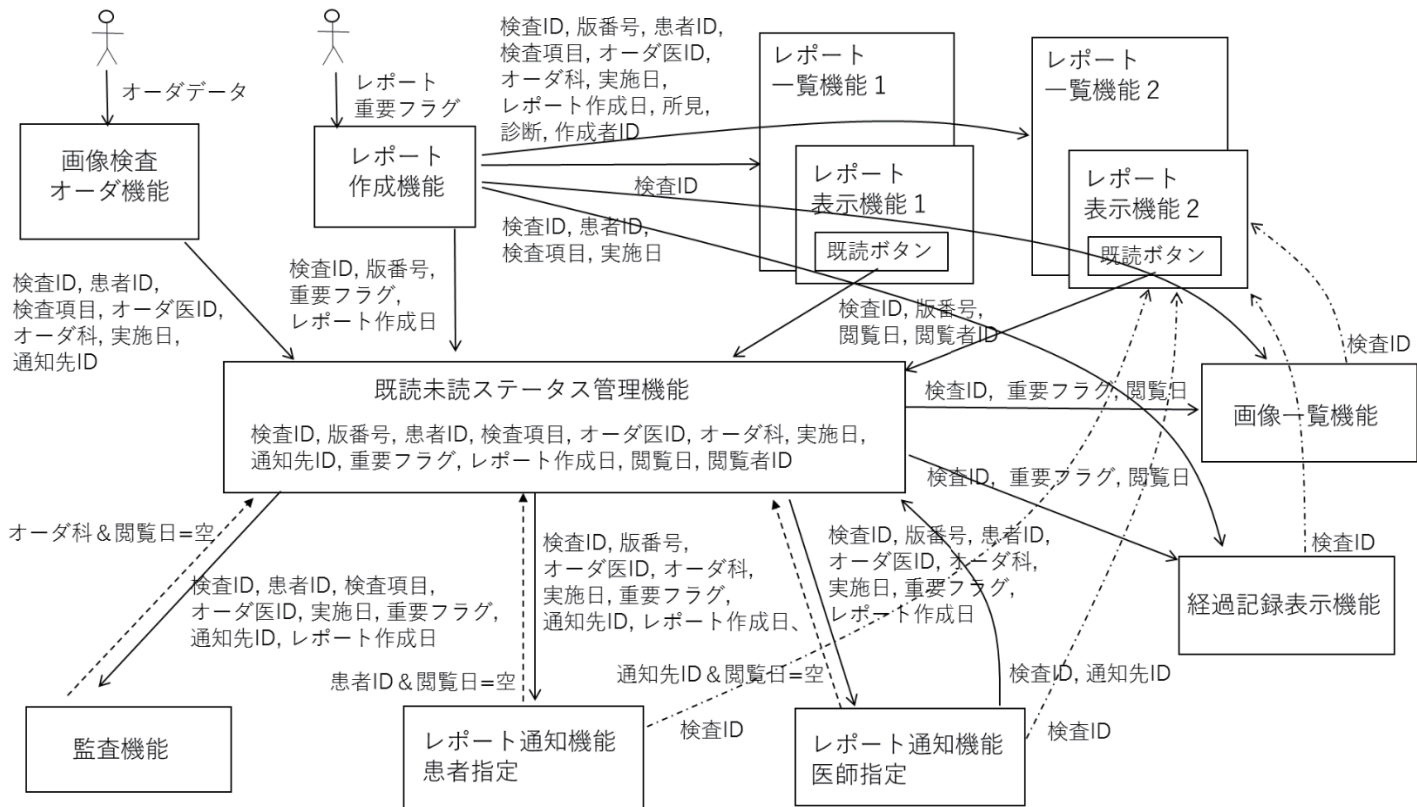 オーダデータ
画像検査
オーダ機能
レポート
重要フラグ
レポート
作成機能
検査ID, 版番号, 患者ID,
検査項目, オーダ医ID,
オーダ科, 実施日,
レポート作成日, 所見,
診断, 作成者ID
レポート
一覧機能1
レポート
表示機能1
既読ボタン
レポート
一覧機能2
レポート
表示機能2
既読ボタン
検査ID
検査ID, 患者ID,
検査項目, 実施日
検査ID, 患者ID,
検査項目, オーダ医ID,
オーダ科, 実施日,
通知先ID
検査ID, 版番号,
重要フラグ,
レポート作成日
検査ID, 版番号,
閲覧日, 閲覧者ID
検査ID
既読未読ステータス管理機能
検査ID, 版番号, 患者ID, 検査項目, オーダ医ID, オーダ科, 実施日,
通知先ID, 重要フラグ, レポート作成日, 閲覧日, 閲覧者ID
検査ID, 重要フラグ, 閲覧日
画像一覧機能
検査ID, 重要フラグ, 閲覧日
検査ID
経過記録表示機能
オーダ科&閲覧日=空
検査ID, 患者ID, 検査項目,
オーダ医ID, 実施日, 重要フラグ,
通知先ID, レポート作成日
検査ID, 版番号,
オーダ医ID, オーダ科,
実施日, 重要フラグ,
通知先ID, レポート作成日、
検査ID, 版番号, 患者ID,
オーダ医ID, オーダ科,
実施日, 重要フラグ,
レポート作成日
患者ID&閲覧日=空
通知先ID&閲覧日=空
検査ID, 通知先ID
検査ID
検査ID
監査機能
レポート通知機能
患者指定
レポート通知機能
医師指定